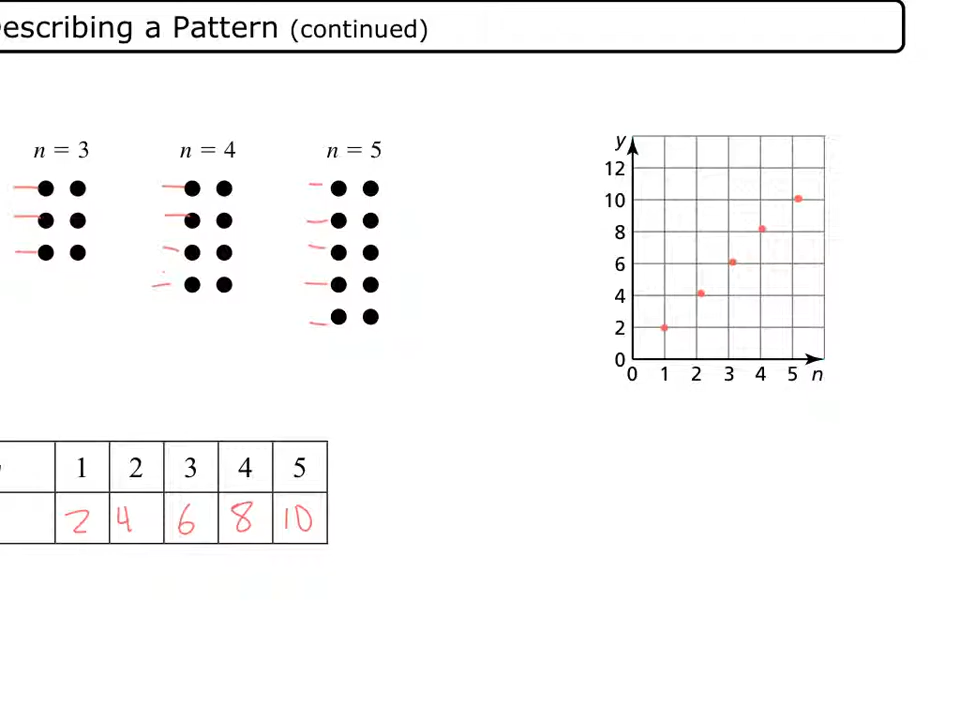 escribing a Pattern (continued)
n = 3 n = 4 n = 5
y
12
10
8
6
4
2
0
0 1 2 3 4 5 n
1 2 3 4 5
2 4 6 8 10